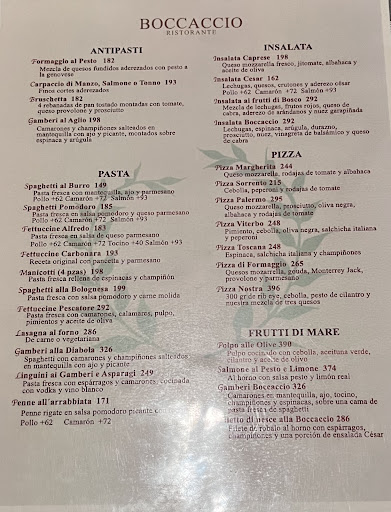 BOCCACCIO
RISTORANTE
ANTIPASTI
Formaggio al Pesto 182
Mezcla de quesos fundidos aderezados con pesto a
la genovese
Carpaccio di Manzo, Salmone o Tonno 193
Finos cortes aderezados
Bruschetta 182
4 rebanadas de pan tostado montadas con tomate,
queso provolone y prosciuto
Gamberi al Aglio 198
Camarones y champiñones salteados en
mantequilla con ajo y picante, montados sobre
espinaca y arúgula
PASTA
Spaghetti al Burro 149
Pasta fresca con mantequilla, ajo y parmesano
Pollo +62 Camarón +72 Salmón +93
Spaghetti Pomodoro 185
Pasta fresca en salsa pomodoro y queso parmesano
Pollo +62 Camarón +72 Salmón +93
Fettuccine Alfredo 183
Pasta fresca en salsa de queso parmesano
Pollo +62 Camarón +72 Tocino +40 Salmón +93
Fettuccine Carbonara 193
Receta original con pancetta y parmesano
Manicotti (4 pzas) 198
Pasta fresca rellena de espinacas y champiñón
Spaghetti alla Bolognesa 199
Pasta fresca con salsa pomodoro y carne molida
Fettuccine Pescatore 292
Pasta fresca con camarones, calamares, pulpo,
pimientos y aceite de oliva
Lasagna al forno 286
De carne o vegetariana
Gamberi alla Diabola 326
Spaghetti con camarones y champiñones salteados
en mantequilla con ajo y picante
Linguini ai Gamberi e Asparagi 249
Pasta fresca con espárragos y camarones, cocinada
con vodka y vino blanco
Penne all´arrabbiata 171
Penne rigate en salsa pomodoro picante c
Pollo +62 Camarón +72
INSALATA
Insalata Caprese 198
Queso mozzarella fresco, jitomate, albahaca y
aceite de oliva
Insalata Cesar 162
Lechugas, quesos, crutones y aderezo césar
Pollo +62 Camarón +72 Salmón +93
Insalata ai frutti di Bosco 292
Lechugas, mezcla de frutos rojos, queso de
cabra, aderezo de arándanos y nuez garapiñada
Insalata Boccaccio 292
Lechugas, espinaca, arúgula, durazno,
prosciutto, nuez, vinagreta de balsámico y queso
de cabra
PIZZA
Pizza Margherita 244
Queso mozzarella, rodajas de tomate y albahaca
Pizza Sorrento 215
Cebolla, peperoni y rodajas de tomate
Pizza Palermo 295
Queso mozzarella, prosciutto, oliva negra,
albahaca y rodajas de tomate
Pizza Viterbo 248
Pimiento, cebolla, oliva negra, salchicha italiana
y peperoni
Pizza Toscana 248
Espinaca, salchicha italiana y champiñones
Pizza di Formaggio 265
Quesos mozarella, gouda, Monterrey Jack,
provolone y parmesano
Pizza Nostra 396
300 gr de rib eye, cebolla, pesto de cilantro y
nuestra mezcla de tres quesos
FRUTTI DI MARE
Polpo alle Olive 390
Pulpo cocinado con cebolla, aceituna verde,
cilantro y aceite de olivo
Salmone al Pesto e Limone 374
Al horno con salsa pesto y limón real
Gamberi Boccaccio 326
Camarones en mantequilla, ajo, tocino,
champiñones y espinacas, sobre una cama de
pasta fresca de spaghetti
di pesce alla Boccaccio 286
Filete de robalo al horno con espárragos,
champiñones y una porción de ensalada César